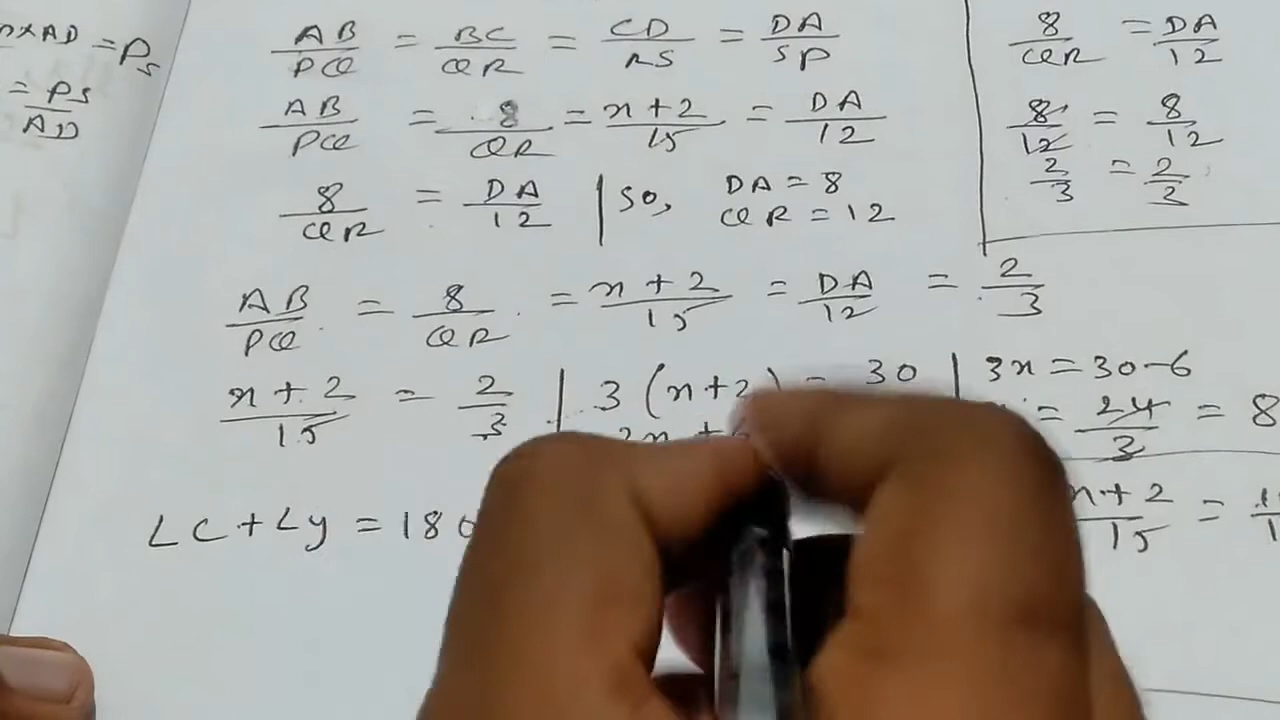 n×AD = Ps
= PS/AD
AB/PQ = BC/QR = CD/RS = DA/SP
AB/PQ = 8/QR = n+2/15 = DA/12
8/QR = DA/12 | so, DA = 8
QR = 12
AB/PQ = 8/QR = n+2/15 = DA/12 = 2/3
n+2/15 = 2/3 | 3(n+2) = 30 | 3n = 30-6
= 24/3 = 8
∠C+∠y = 180
8/QR = DA/12
8/12 = 8/12
2/3 = 2/3
n+2/15 =